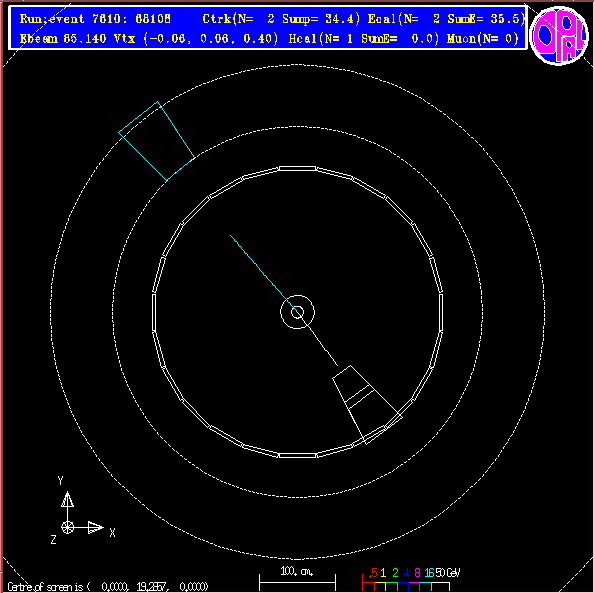 Run:event 7610: 68108 Ctrk(N= 2 Sump= 34.4) Ecal(N= 2 SumE= 35.5)
Ebeam 85.140 Vtx (-0.06, 0.06, 0.40) Hcal(N= 1 SumE= 0.0) Muon(N= 0)
OPAL
Y
X
Z
100. cm.
.5 1 2 4 8 16 50 GeV
Centre of screen is ( 0.0000, 19.2857, 0.0000)